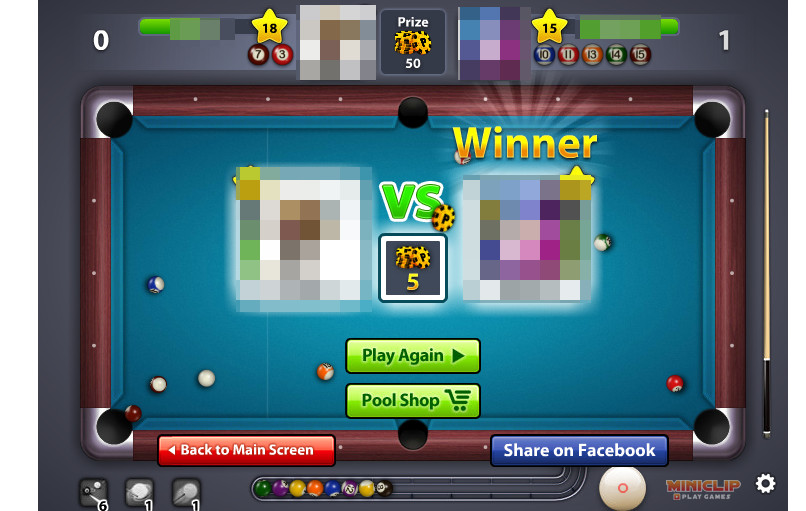 0
18
7 3
Prize
50
15
10 11 13 14 15
1
Winner
VS
P
5
Play Again
Pool Shop
Back to Main Screen
Share on Facebook
6
1
1
MINICLIP
PLAY GAMES